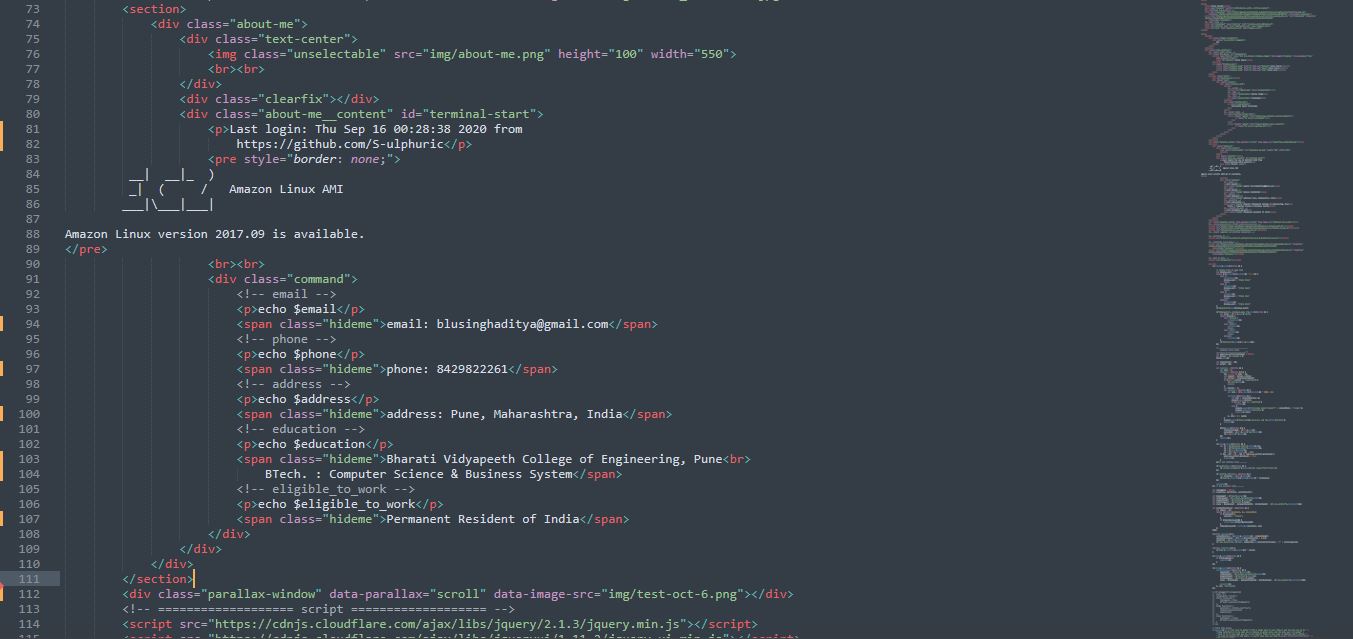 73 <section>
74 <div class="about-me">
75 <div class="text-center">
76 <img class="unselectable" src="img/about-me.png" height="100" width="550">
77 <br><br>
78 </div>
79 <div class="clearfix"></div>
80 <div class="about-me__content" id="terminal-start">
81 <p>Last login: Thu Sep 16 00:28:38 2020 from
82 https://github.com/S-ulphuric</p>
83 <pre style="border: none;">
84 __|  __|_  )
85 _|  (     /   Amazon Linux AMI
86 ___|\___|___|
87
88 Amazon Linux version 2017.09 is available.
89 </pre>
90 <br><br>
91 <div class="command">
92 <!-- email -->
93 <p>echo $email</p>
94 <span class="hideme">email: blusinghaditya@gmail.com</span>
95 <!-- phone -->
96 <p>echo $phone</p>
97 <span class="hideme">phone: 8429822261</span>
98 <!-- address -->
99 <p>echo $address</p>
100 <span class="hideme">address: Pune, Maharashtra, India</span>
101 <!-- education -->
102 <p>echo $education</p>
103 <span class="hideme">Bharati Vidyapeeth College of Engineering, Pune<br>
104 BTech. : Computer Science & Business System</span>
105 <!-- eligible_to_work -->
106 <p>echo $eligible_to_work</p>
107 <span class="hideme">Permanent Resident of India</span>
108 </div>
109 </div>
110 </div>
111 </section>
112 <div class="parallax-window" data-parallax="scroll" data-image-src="img/test-oct-6.png"></div>
113 <!-- =================== script =================== -->
114 <script src="https://cdnjs.cloudflare.com/ajax/libs/jquery/2.1.3/jquery.min.js"></script>